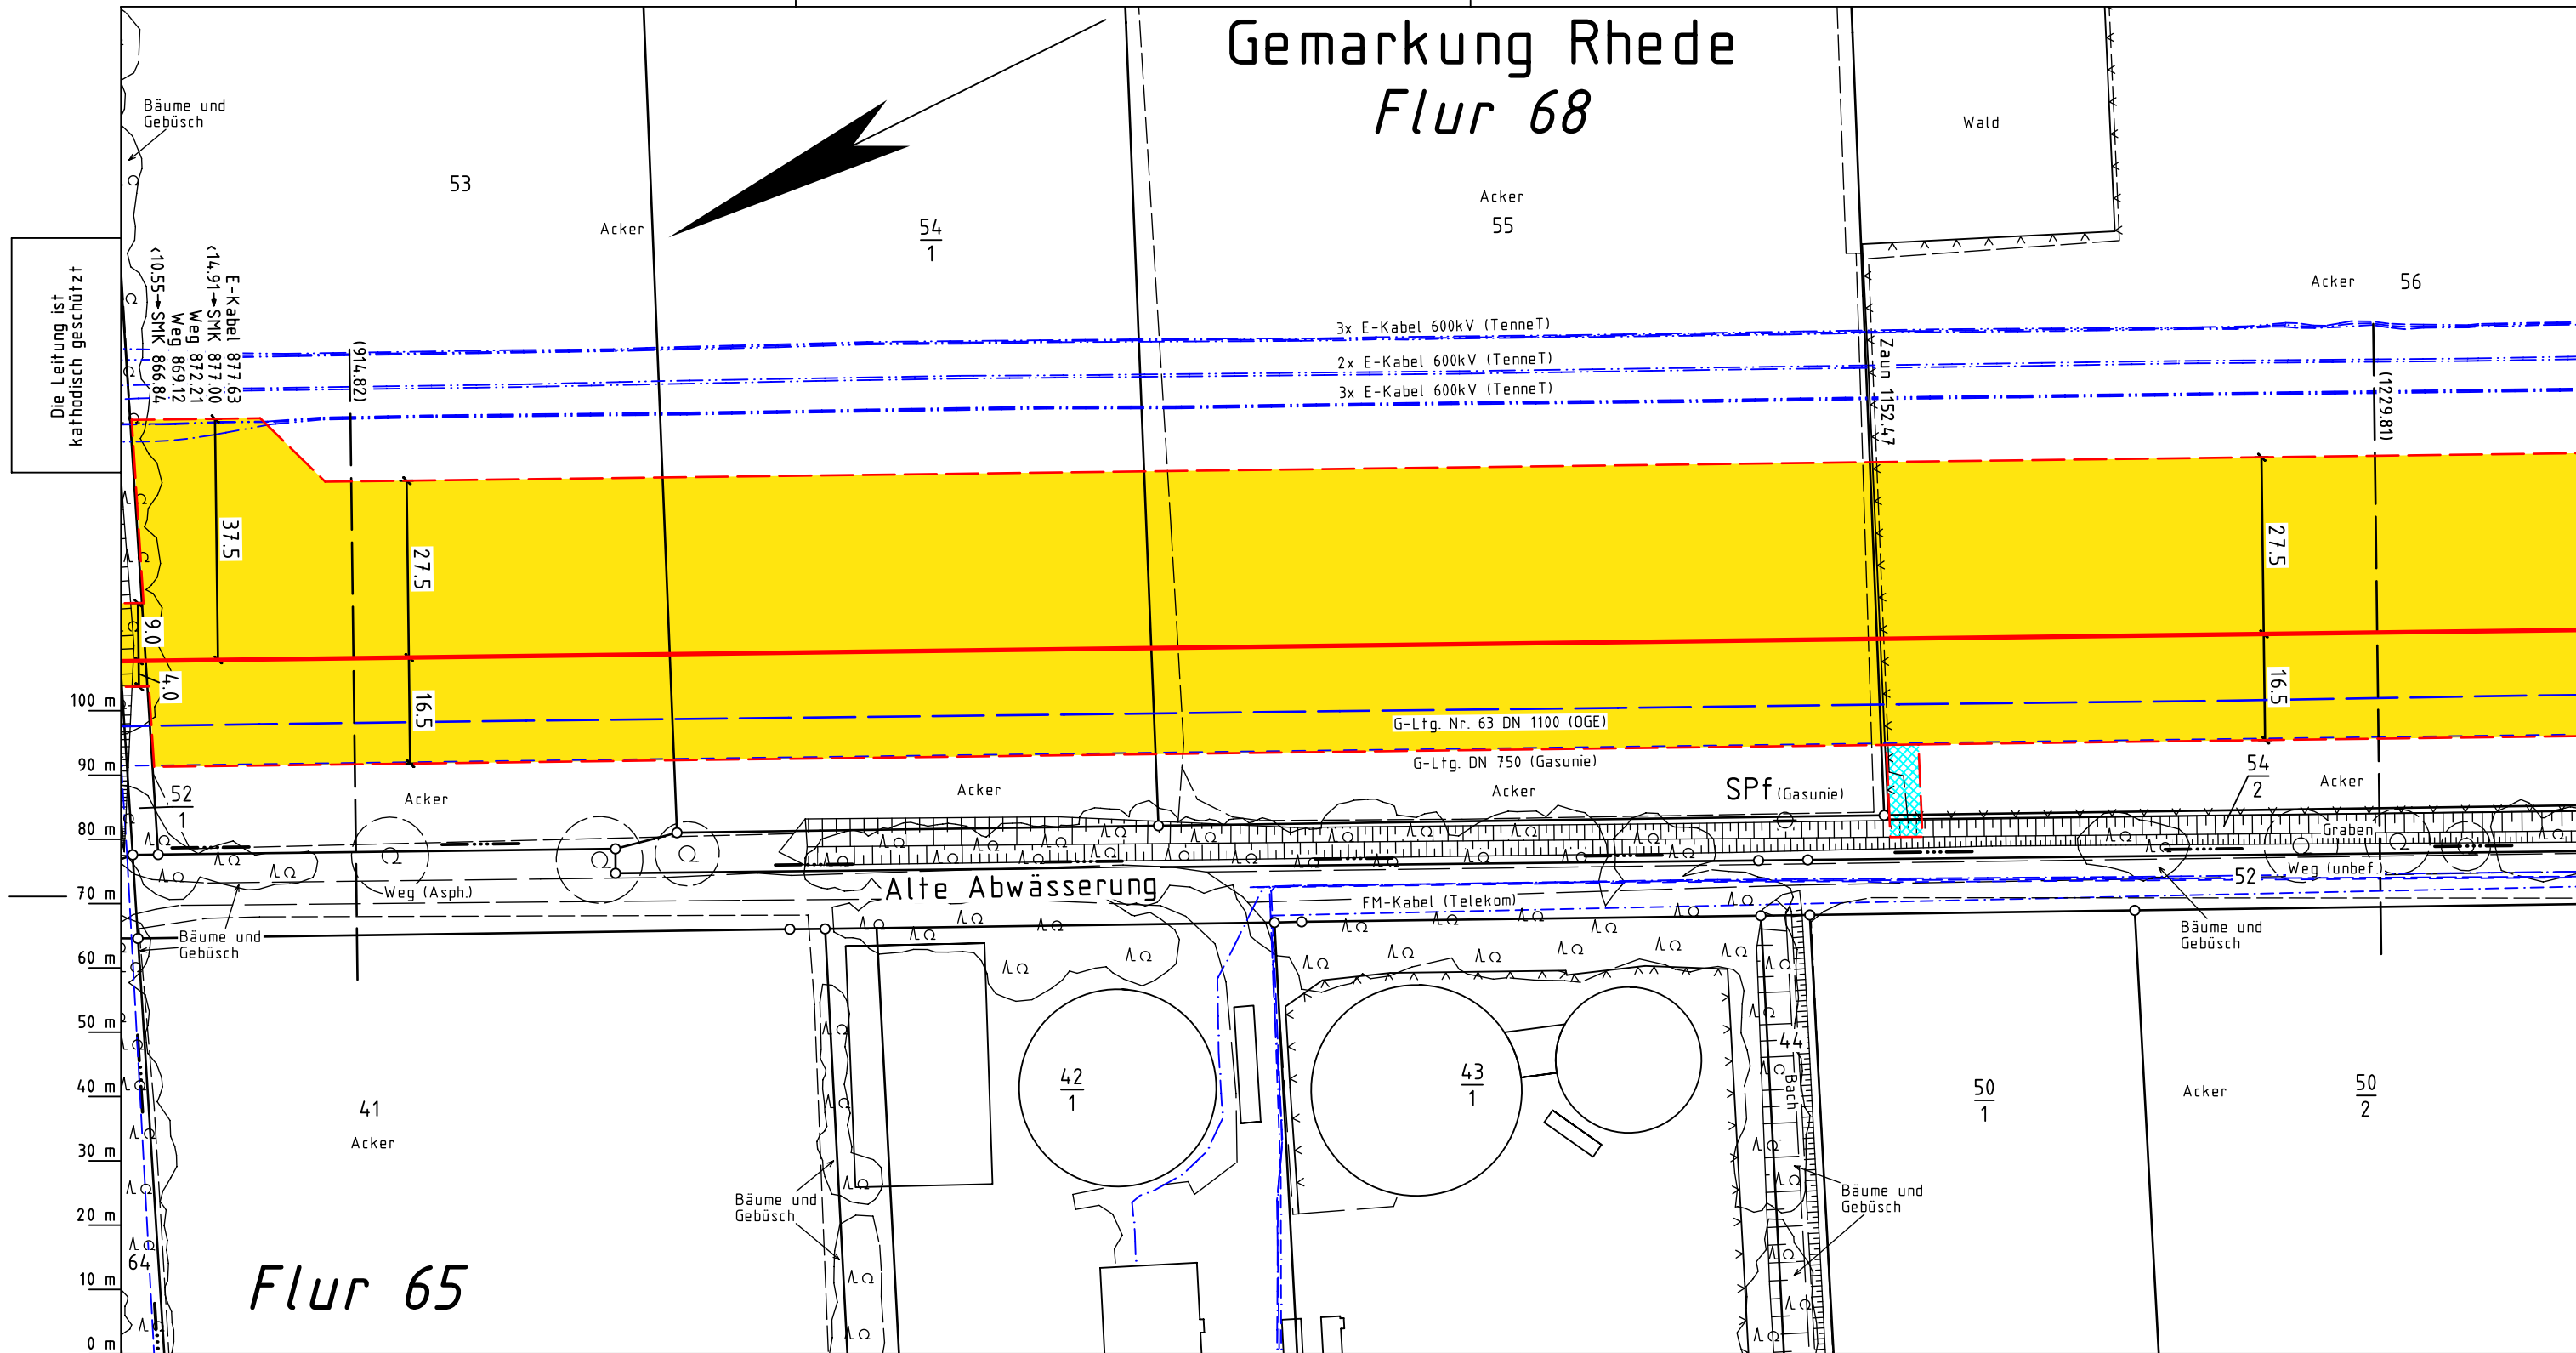 Gemarkung Rhede
Flur 68
Bäume und
Gebüsch
Wald
53
Acker
54
1
Acker
55
Acker
56
Die Leitung ist
kathodisch geschützt
<10.55→SMK 866.84
Weg 869.12
Weg 872.21
<14.91→SMK 877.00
E-Kabel 877.63
(914.82)
3x E-Kabel 600kV (TenneT)
2x E-Kabel 600kV (TenneT)
3x E-Kabel 600kV (TenneT)
Zaun 1152.47
(1229.81)
37.5
27.5
27.5
9.0
4.0
16.5
16.5
G-Ltg. Nr. 63 DN 1100 (OGE)
G-Ltg. DN 750 (Gasunie)
SPf (Gasunie)
54
2
Acker
52
1
Acker
Acker
Acker
Graben
Weg (Asph.)
Alte Abwässerung
FM-Kabel (Telekom)
52
Weg (unbef.)
Bäume und
Gebüsch
Bäume und
Gebüsch
100 m
90 m
80 m
70 m
60 m
50 m
40 m
30 m
20 m
10 m
0 m
41
Acker
42
1
43
1
44
Bach
50
1
Acker
50
2
Bäume und
Gebüsch
Bäume und
Gebüsch
64
Flur 65